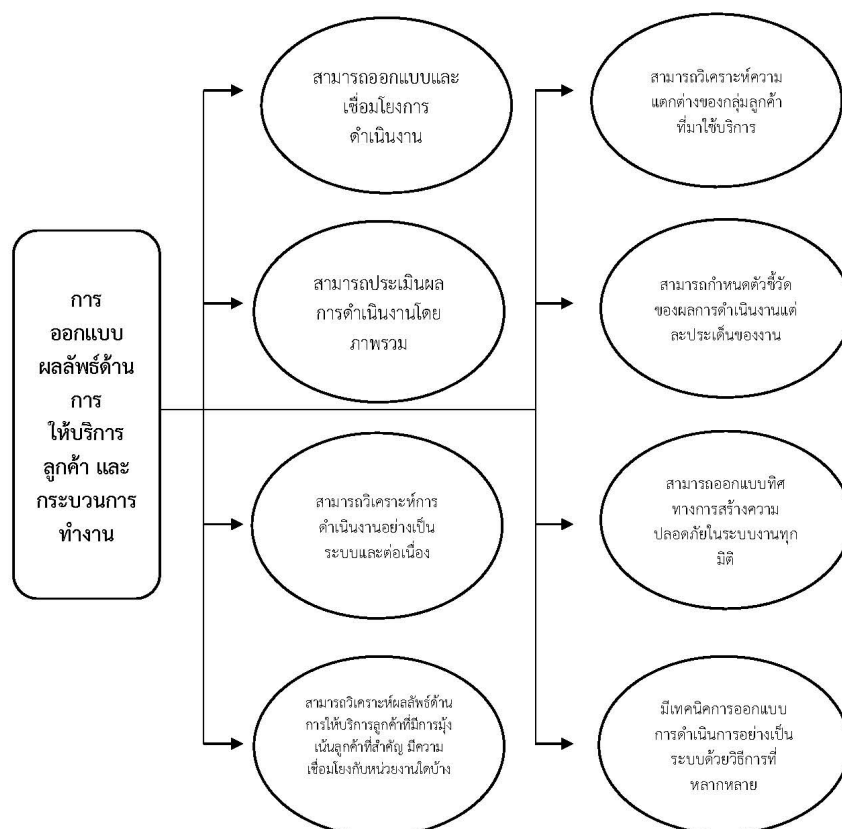 การ
ออกแบบ
ผลลัพธ์ด้าน
การ
ให้บริการ
ลูกค้า และ
กระบวนการ
ทำงาน
สามารถออกแบบและ
เชื่อมโยงการ
ดำเนินงาน
สามารถประเมินผล
การดำเนินงานโดย
ภาพรวม
สามารถวิเคราะห์การ
ดำเนินงานอย่างเป็น
ระบบและต่อเนื่อง
สามารถวิเคราะห์ผลลัพธ์ด้าน
การให้บริการลูกค้าที่มีการมุ้ง
เน้นลูกค้าที่สำคัญ มีความ
เชื่อมโยงกับหน่วยงานใดบ้าง
สามารถวิเคราะห์ความ
แตกต่างของกลุ่มลูกค้า
ที่มาใช้บริการ
สามารถกำหนดตัวชี้วัด
ของผลการดำเนินงานแต่
ละประเด็นของงาน
สามารถออกแบบทิศ
ทางการสร้างความ
ปลอดภัยในระบบงานทุก
มิติ
มีเทคนิคการออกแบบ
การดำเนินการอย่างเป็น
ระบบด้วยวิธีการที่
หลากหลาย